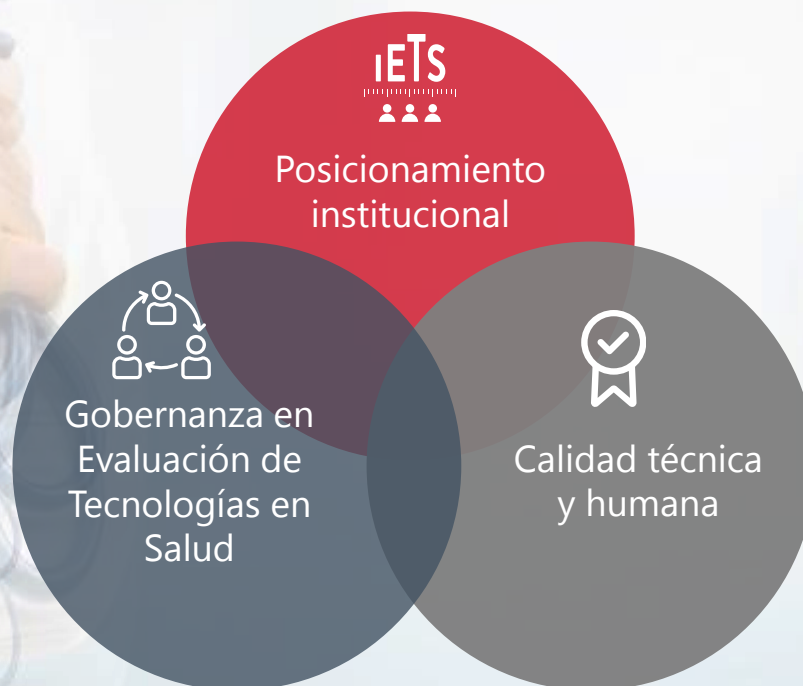 IETS
Posicionamiento
institucional
Gobernanza en
Evaluación de
Tecnologías en
Salud
Calidad técnica
y humana